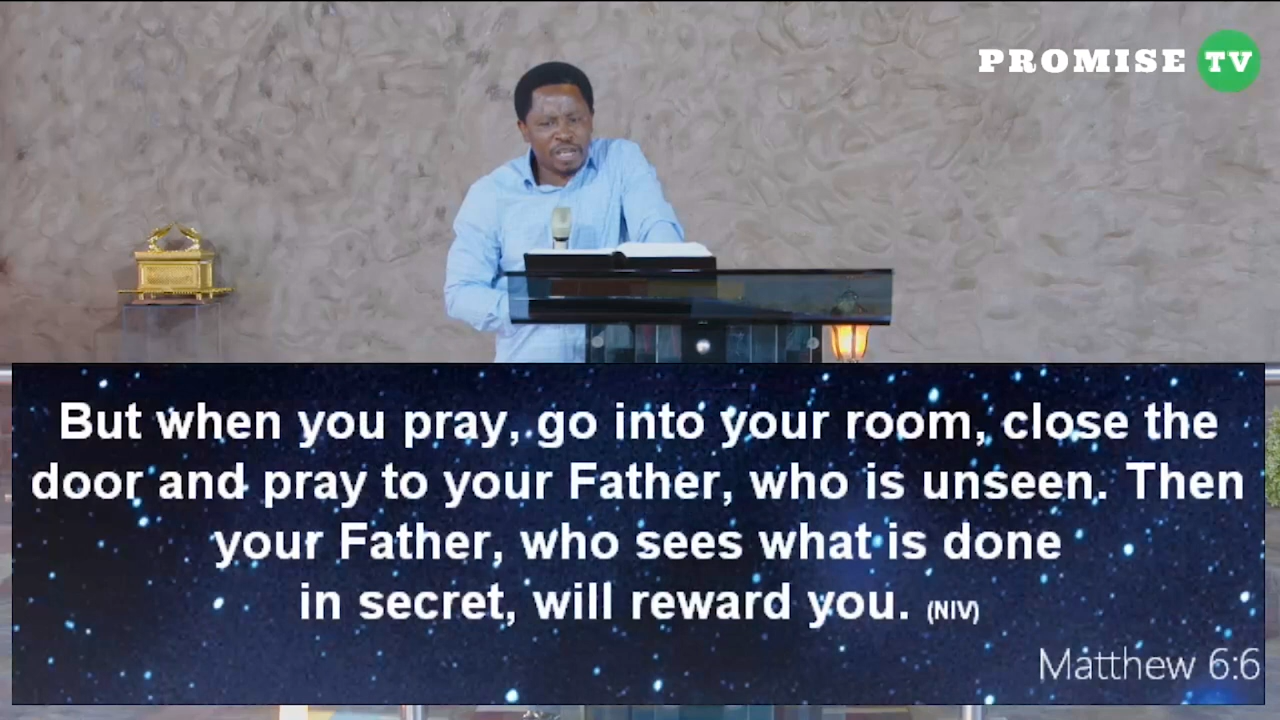 PROMISE TV
But when you pray, go into your room, close the
door and pray to your Father, who is unseen. Then
your Father, who sees what is done
in secret, will reward you. (NIV)
Matthew 6:6